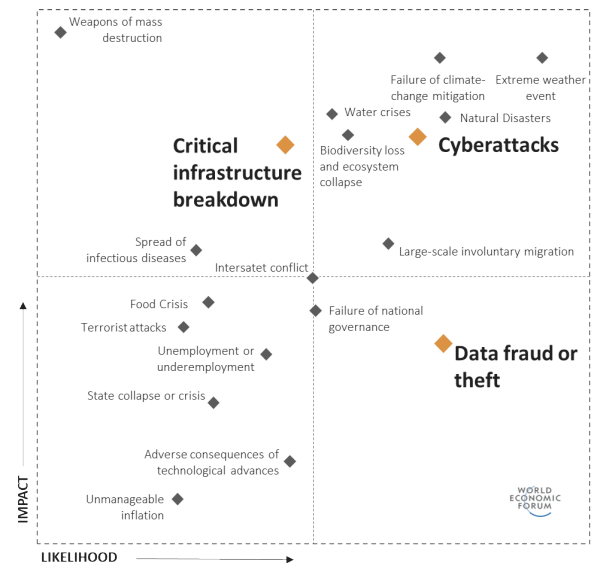 Weapons of mass
destruction
Failure of climate-
change mitigation
Extreme weather
event
Water crises
Natural Disasters
Critical
infrastructure
breakdown
Biodiversity loss
and ecosystem
collapse
Cyberattacks
Spread of
infectious diseases
Large-scale involuntary migration
Intersatet conflict
Food Crisis
Failure of national
governance
Terrorist attacks
Unemployment or
underemployment
Data fraud or
theft
State collapse or crisis
Adverse consequences of
technological advances
Unmanageable
inflation
WORLD
ECONOMIC
FORUM
IMPACT
LIKELIHOOD